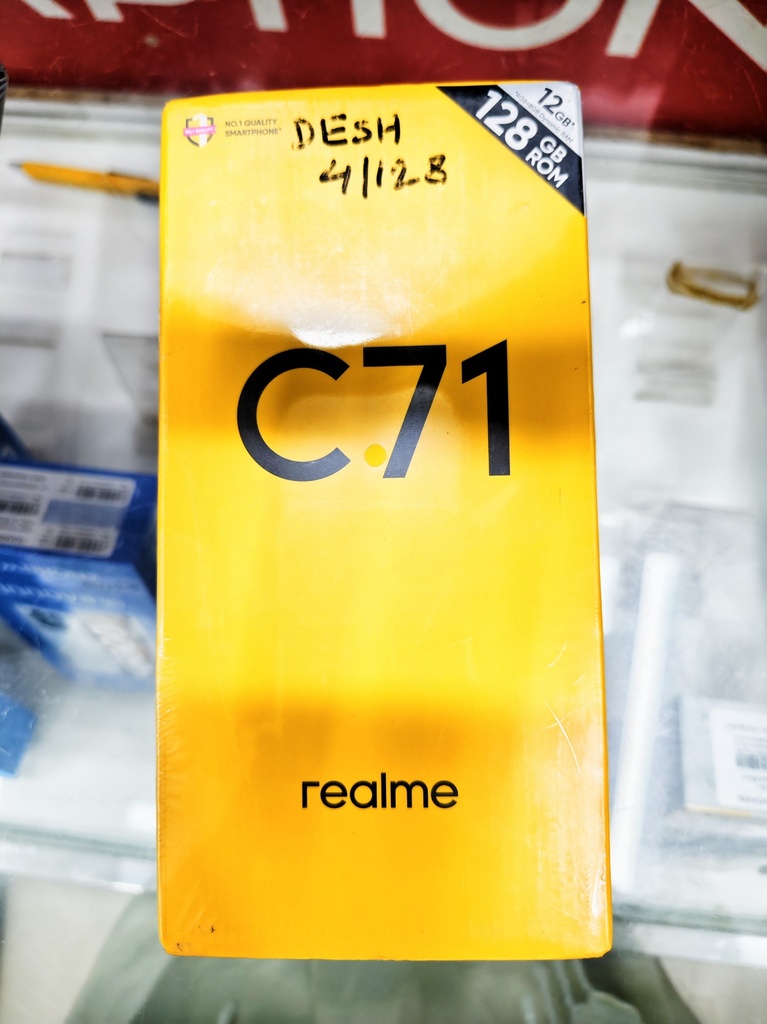 NO.1 QUALITY
SMARTPHONE*
DESH
4/128
12GB*
128 GB ROM
C.71
realme